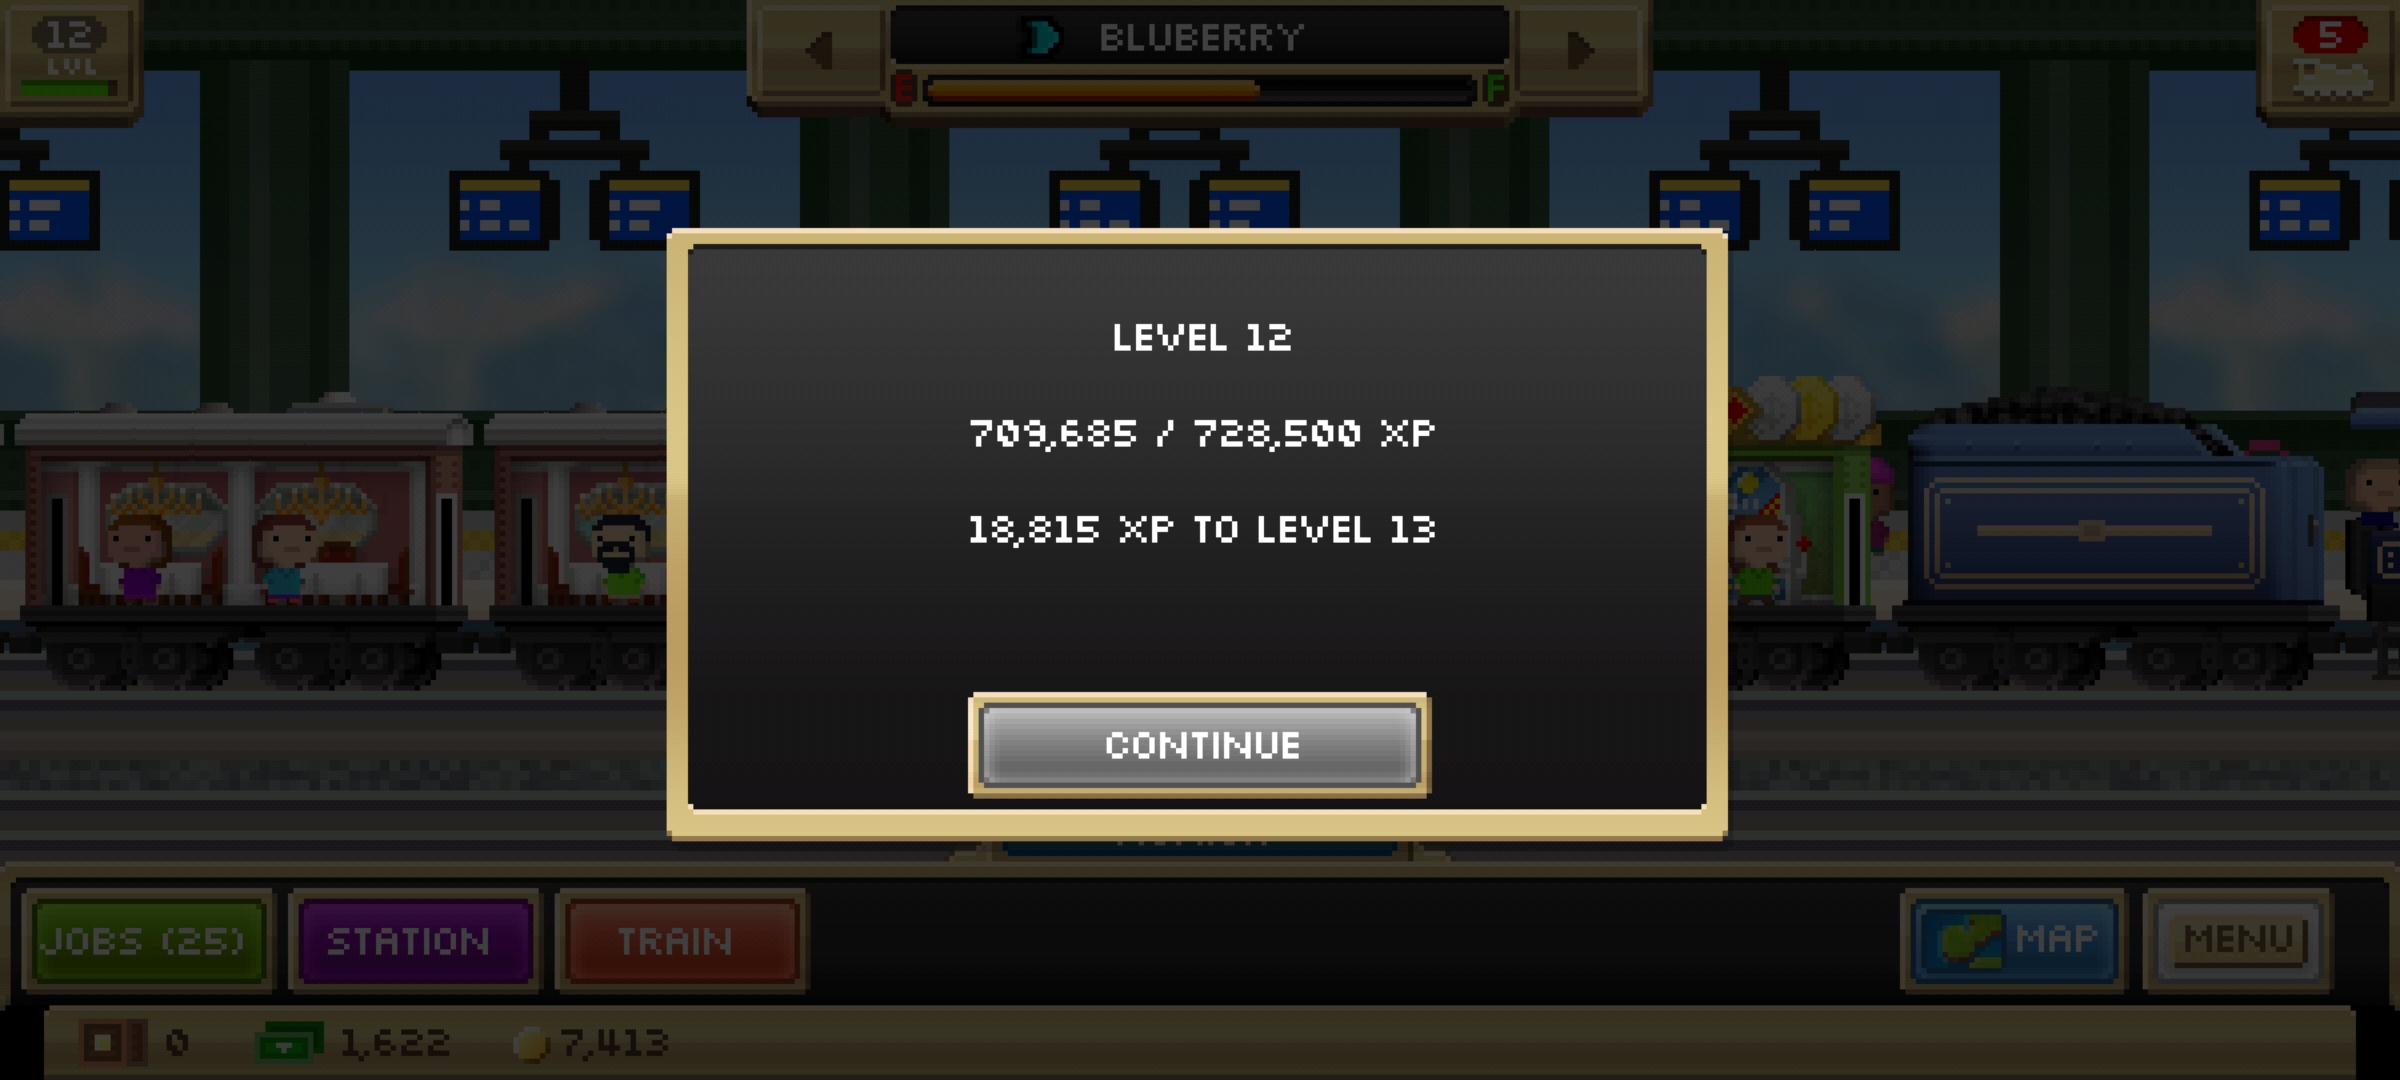 12
LVL
BLUBERRY
E F
5
LEVEL 12
709,685 / 728,500 XP
18,815 XP TO LEVEL 13
CONTINUE
JOBS (25) STATION TRAIN MAP MENU
0 1,622 7,413